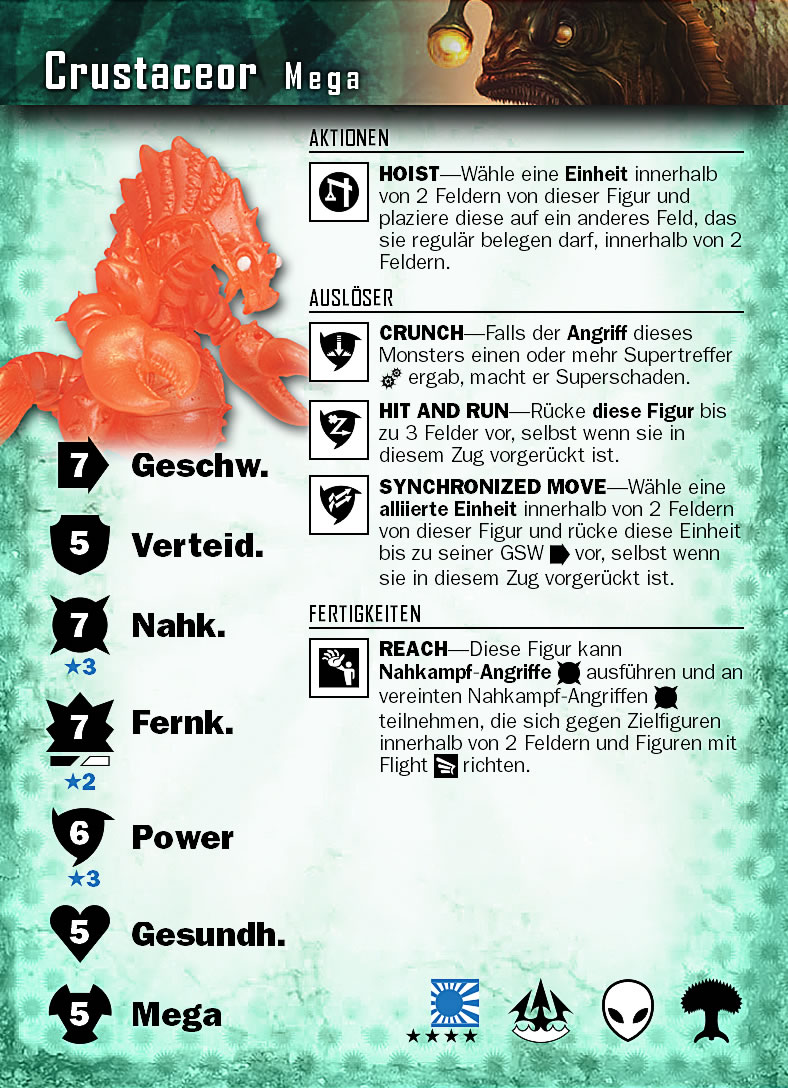 Crustaceor Mega
AKTIONEN
HOIST—Wähle eine Einheit innerhalb
von 2 Feldern von dieser Figur und
plaziere diese auf ein anderes Feld, das
sie regulär belegen darf, innerhalb von 2
Feldern.
AUSLÖSER
CRUNCH—Falls der Angriff dieses
Monsters einen oder mehr Supertreffer
ergab, macht er Superschaden.
HIT AND RUN—Rücke diese Figur bis
zu 3 Felder vor, selbst wenn sie in
diesem Zug vorgerückt ist.
SYNCHRONIZED MOVE—Wähle eine
alliierte Einheit innerhalb von 2 Feldern
von dieser Figur und rücke diese Einheit
bis zu seiner GSW vor, selbst wenn
sie in diesem Zug vorgerückt ist.
FERTIGKEITEN
REACH—Diese Figur kann
Nahkampf-Angriffe ausführen und an
vereinten Nahkampf-Angriffen
teilnehmen, die sich gegen Zielfiguren
innerhalb von 2 Feldern und Figuren mit
Flight richten.
7 Geschw.
5 Verteid.
7 Nahk.
★3
7 Fernk.
★2
6 Power
★3
5 Gesundh.
5 Mega
★★★★